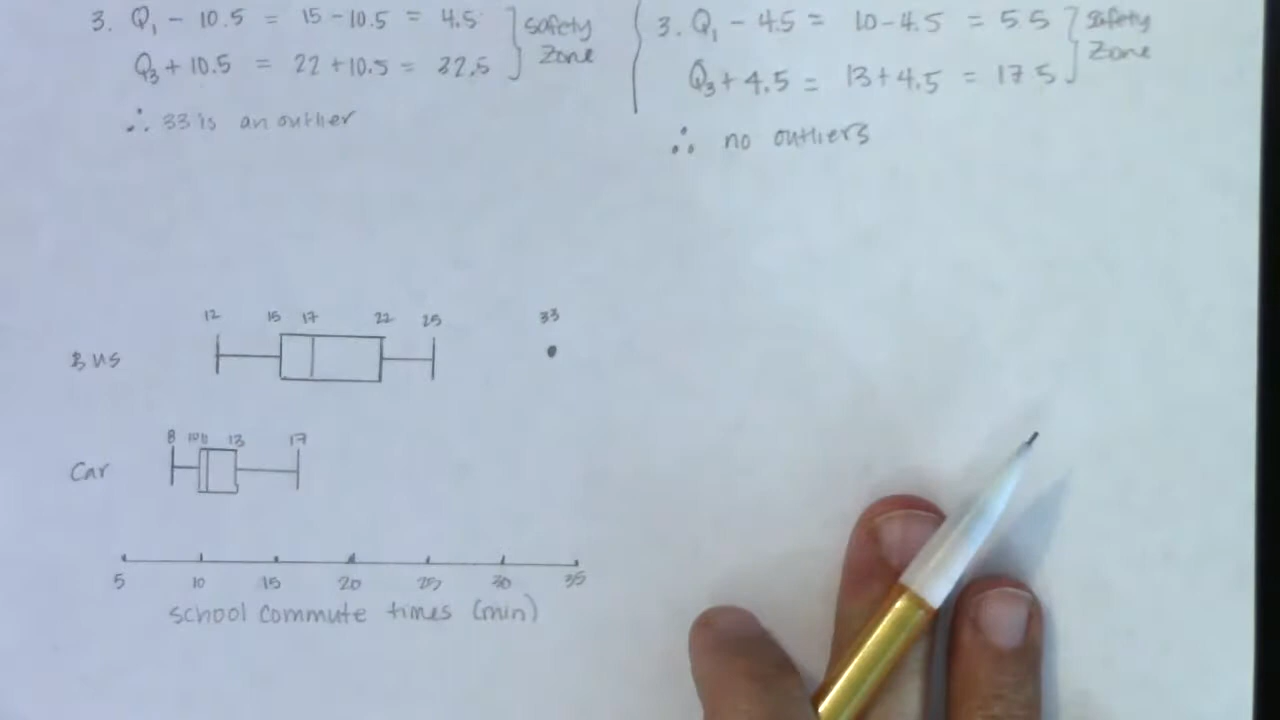 3. Q₁ − 10.5 = 15 − 10.5 = 4.5
Q₃ + 10.5 = 22 + 10.5 = 32.5
Safety
Zone
∴ 33 is an outlier
3. Q₁ − 4.5 = 10 − 4.5 = 5.5
Q₃ + 4.5 = 13 + 4.5 = 17.5
Safety
Zone
∴ no outliers
12 15 17 22 25 33
Bus
8 10 11 13 17
Car
5 10 15 20 25 30 35
school commute times (min)